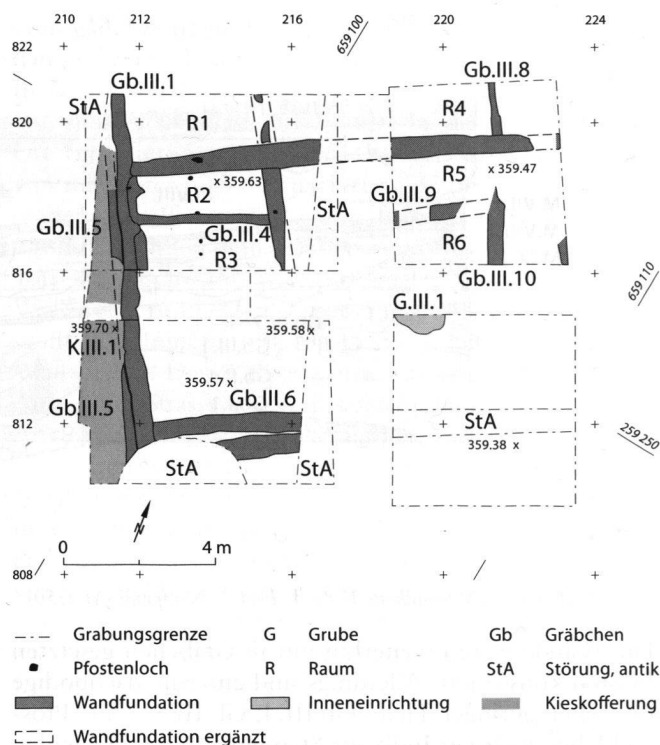 210 212 216 220 224
659 100
822
Gb.III.1 Gb.III.8
StA
820 R1 R4
R5
x 359.63 x 359.47
R2
Gb.III.9
StA
Gb.III.5 Gb.III.4
R3 R6
816 Gb.III.10
659 110
G.III.1
359.70 x 359.58 x
K.III.1
359.57 x
Gb.III.5 Gb.III.6
812 StA
259 250
359.38 x
StA StA
N
0 4 m
808
Grabungsgrenze G Grube Gb Gräbchen
Pfostenloch R Raum StA Störung, antik
Wandfundation Inneneinrichtung Kieskofferung
Wandfundation ergänzt